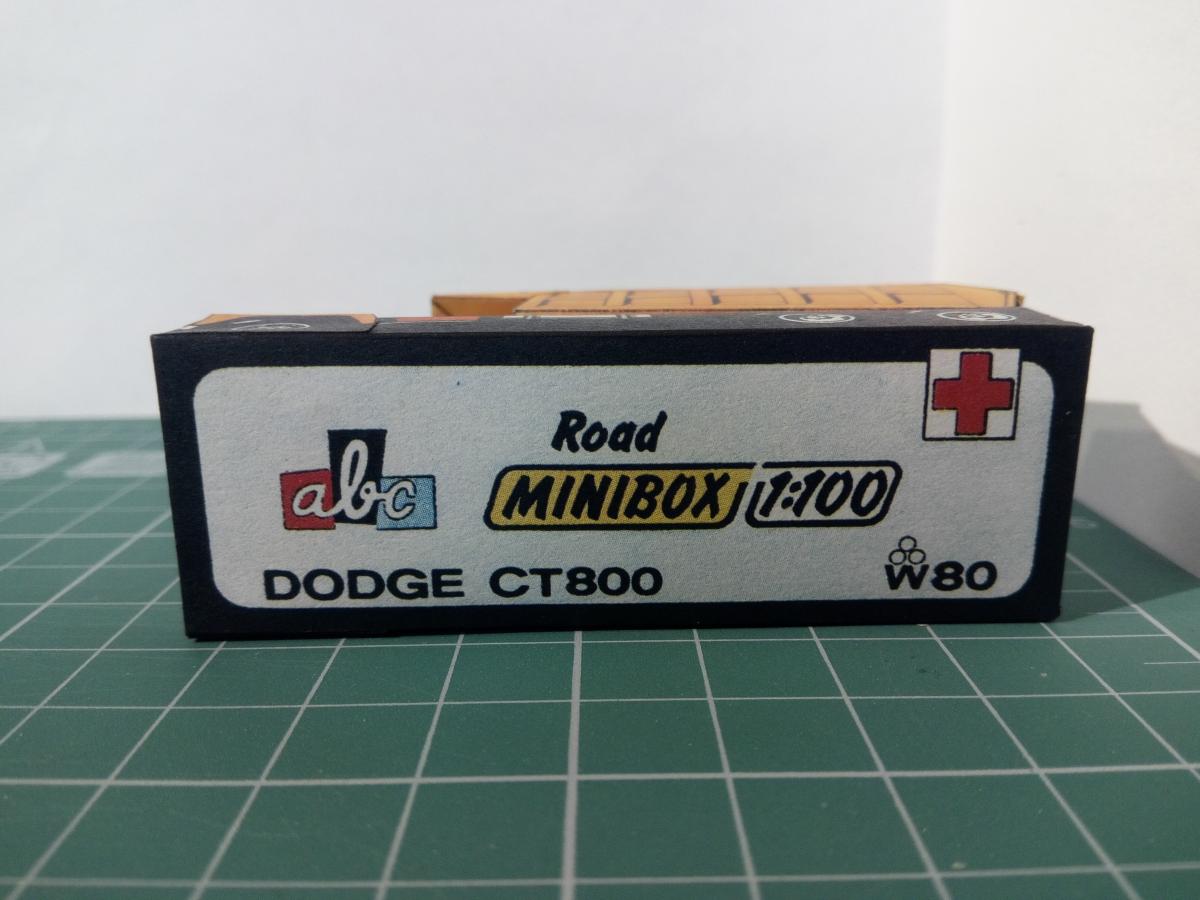 Road
abc MINIBOX 1:100
DODGE CT800 W80